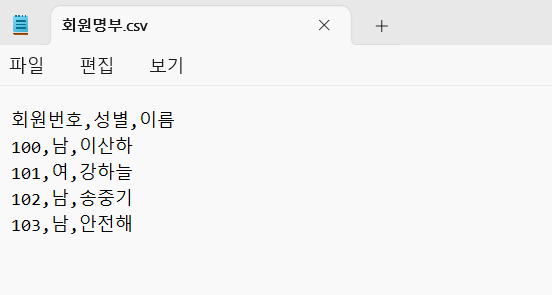 회원명부.csv
파일 편집 보기
회원번호,성별,이름
100,남,이산하
101,여,강하늘
102,남,송중기
103,남,안전해